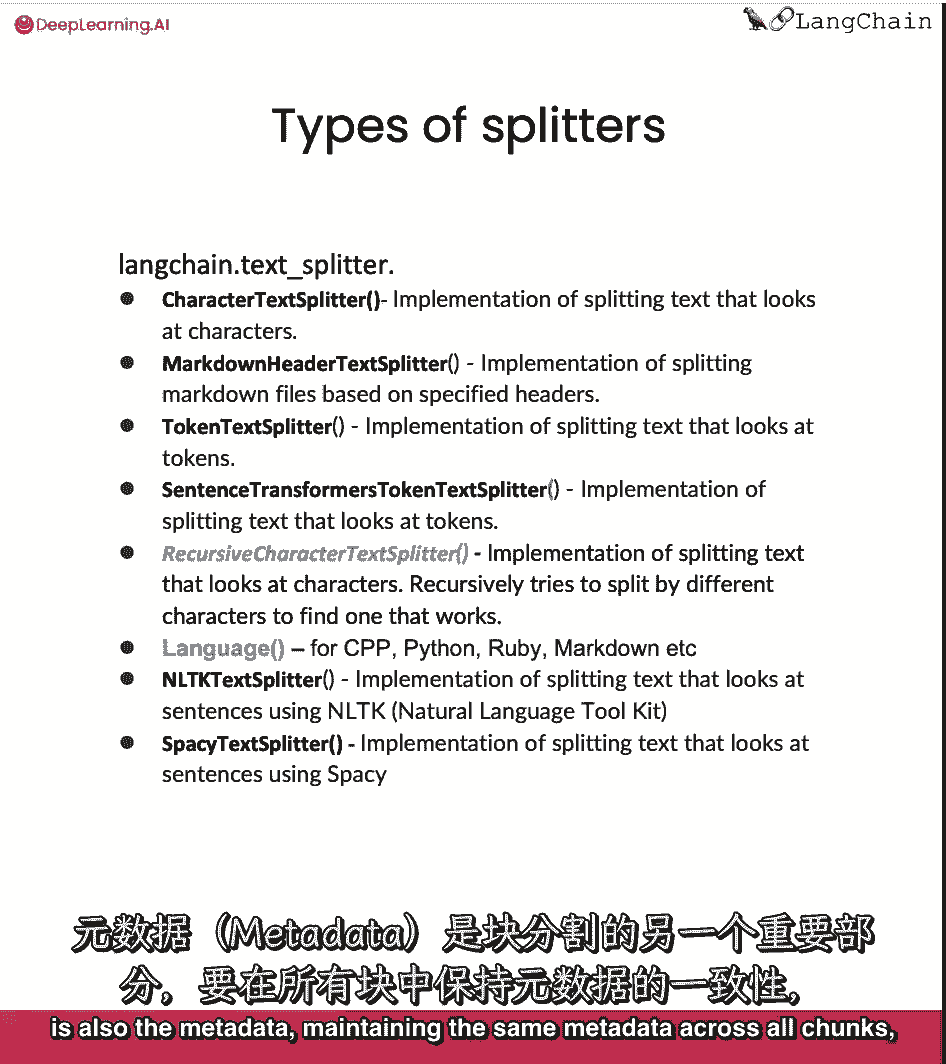 DeepLearning.AI
LangChain
Types of splitters
langchain.text_splitter.
● CharacterTextSplitter()- Implementation of splitting text that looks
at characters.
● MarkdownHeaderTextSplitter() - Implementation of splitting
markdown files based on specified headers.
● TokenTextSplitter() - Implementation of splitting text that looks at
tokens.
● SentenceTransformersTokenTextSplitter() - Implementation of
splitting text that looks at tokens.
● RecursiveCharacterTextSplitter() - Implementation of splitting text
that looks at characters. Recursively tries to split by different
characters to find one that works.
● Language() – for CPP, Python, Ruby, Markdown etc
● NLTKTextSplitter() - Implementation of splitting text that looks at
sentences using NLTK (Natural Language Tool Kit)
● SpacyTextSplitter() - Implementation of splitting text that looks at
sentences using Spacy
元数据（Metadata）是块分割的另一个重要部
分，要在所有块中保持元数据的一致性,
is also the metadata, maintaining the same metadata across all chunks,